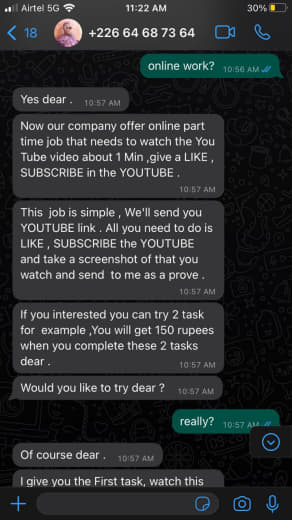 Airtel 5G 11:22 AM 30%
18 +226 64 68 73 64
online work? 10:56 AM
Yes dear . 10:57 AM
Now our company offer online part
time job that needs to watch the You
Tube video about 1 Min ,give a LIKE ,
SUBSCRIBE in the YOUTUBE .
10:57 AM
This job is simple , We'll send you
YOUTUBE link . All you need to do is
LIKE , SUBSCRIBE the YOUTUBE
and take a screenshot of that you
watch and send to me as a prove .
10:57 AM
If you interested you can try 2 task
for example ,You will get 150 rupees
when you complete these 2 tasks
dear . 10:57 AM
Would you like to try dear ? 10:57 AM
really? 10:57 AM
Of course dear . 10:57 AM
I give you the First task, watch this